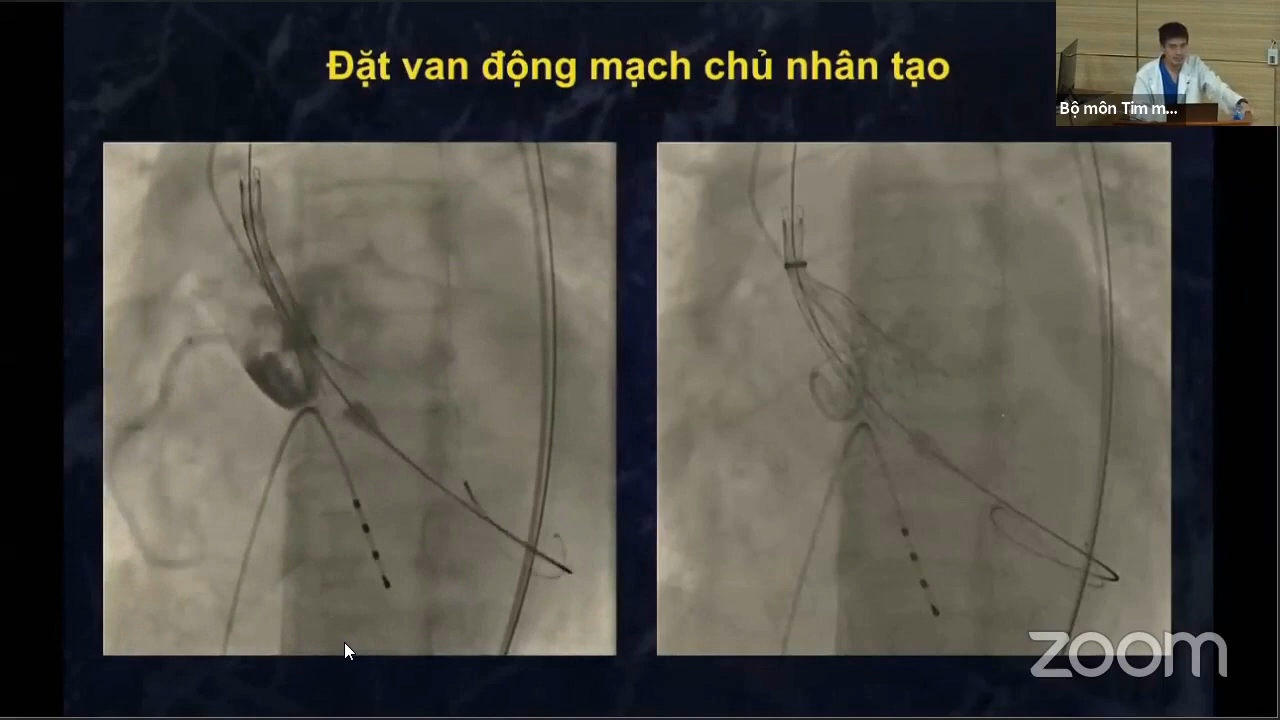 Đặt van động mạch chủ nhân tạo
Bộ môn Tim m...
zoom